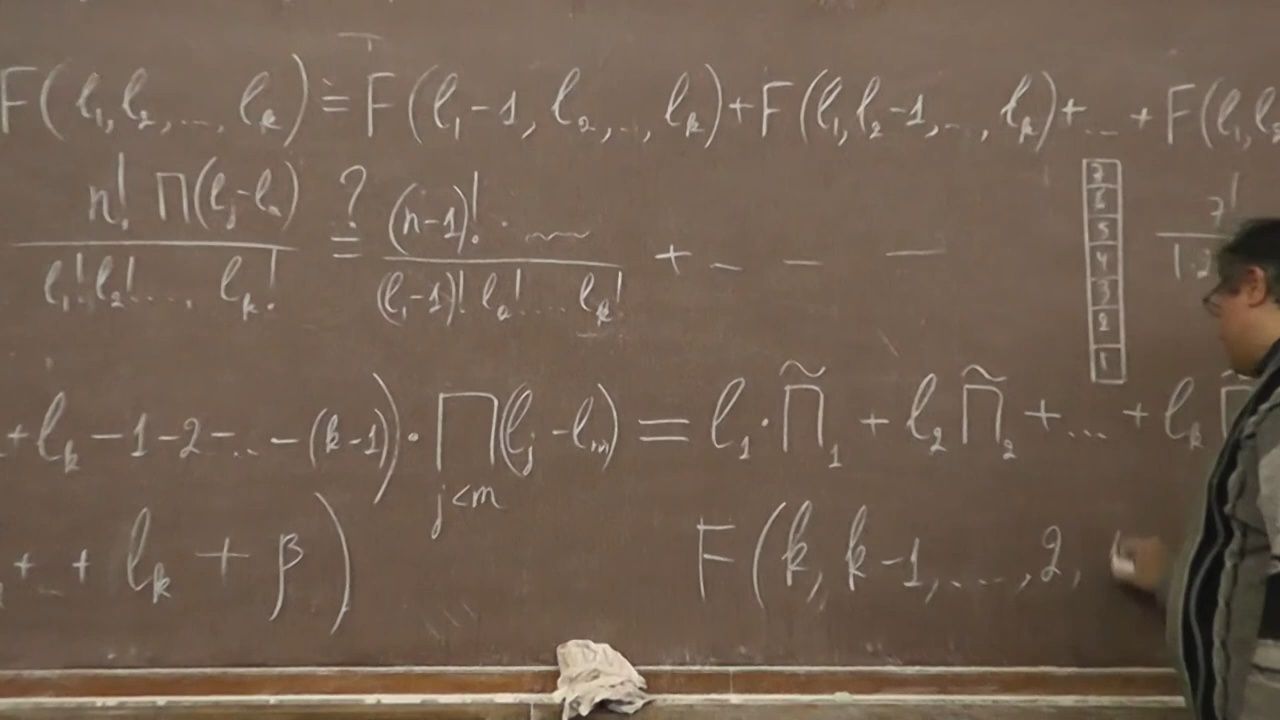 F(l₁, l₂, ..., lₖ) ≐ F(l₁-1, l₂, .., lₖ) + F(l₁, l₂-1, .., lₖ) + ... + F(l₁, l₂
n! ∏(lⱼ-lₘ) / l₁! l₂! ..., lₖ! =? (n-1)! · ~~~ / (l₁-1)! l₂! ... lₖ! + - - —
7
6
5
4
3
2
1
7! / 1·2
+ lₖ - 1 - 2 - ... - (k-1)) · ∏_{j<m} (lⱼ - lₘ) = l₁ · ∏̃₁ + l₂ ∏̃₂ + ... + lₖ ∏̃
+ + lₖ + β)
F(k, k-1, ..., 2,